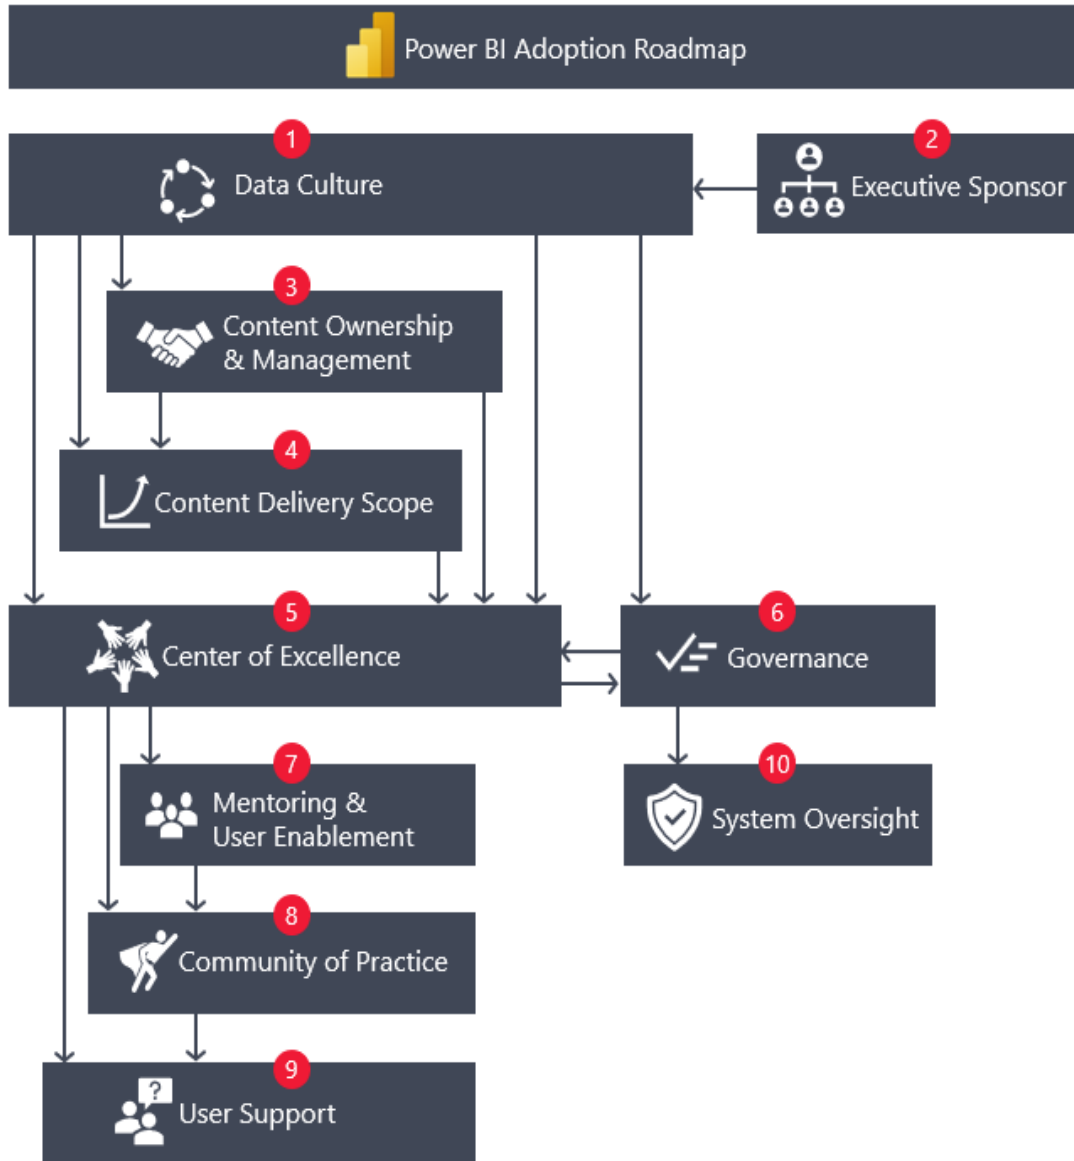 Power BI Adoption Roadmap
1
Data Culture
2
Executive Sponsor
3
Content Ownership
& Management
4
Content Delivery Scope
5
Center of Excellence
6
Governance
7
Mentoring &
User Enablement
10
System Oversight
8
Community of Practice
9
?
User Support